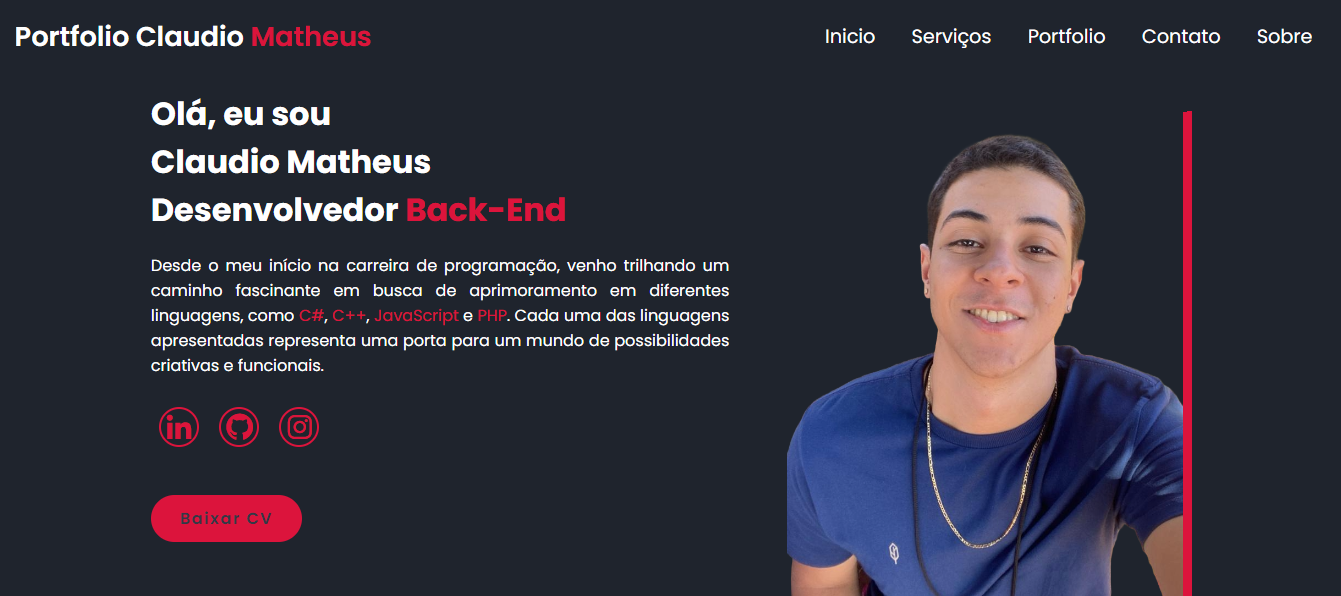 Portfolio Claudio Matheus
Inicio Serviços Portfolio Contato Sobre
Olá, eu sou
Claudio Matheus
Desenvolvedor Back-End
Desde o meu início na carreira de programação, venho trilhando um
caminho fascinante em busca de aprimoramento em diferentes
linguagens, como C#, C++, JavaScript e PHP. Cada uma das linguagens
apresentadas representa uma porta para um mundo de possibilidades
criativas e funcionais.
in
Baixar CV